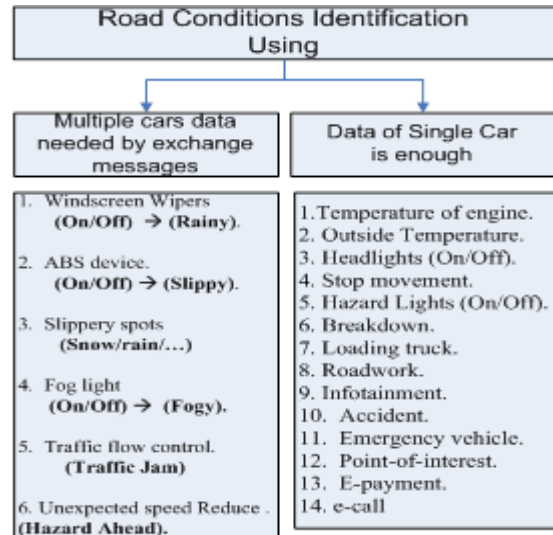 Road Conditions Identification
Using
Multiple cars data
needed by exchange
messages
Data of Single Car
is enough
1. Windscreen Wipers
(On/Off) → (Rainy).
2. ABS device.
(On/Off) → (Slippy).
3. Slippery spots
(Snow/rain/…)
4. Fog light
(On/Off) → (Fogy).
5. Traffic flow control.
(Traffic Jam)
6. Unexpected speed Reduce .
(Hazard Ahead).
1.Temperature of engine.
2. Outside Temperature.
3. Headlights (On/Off).
4. Stop movement.
5. Hazard Lights (On/Off).
6. Breakdown.
7. Loading truck.
8. Roadwork.
9. Infotainment.
10. Accident.
11. Emergency vehicle.
12. Point-of-interest.
13. E-payment.
14. e-call